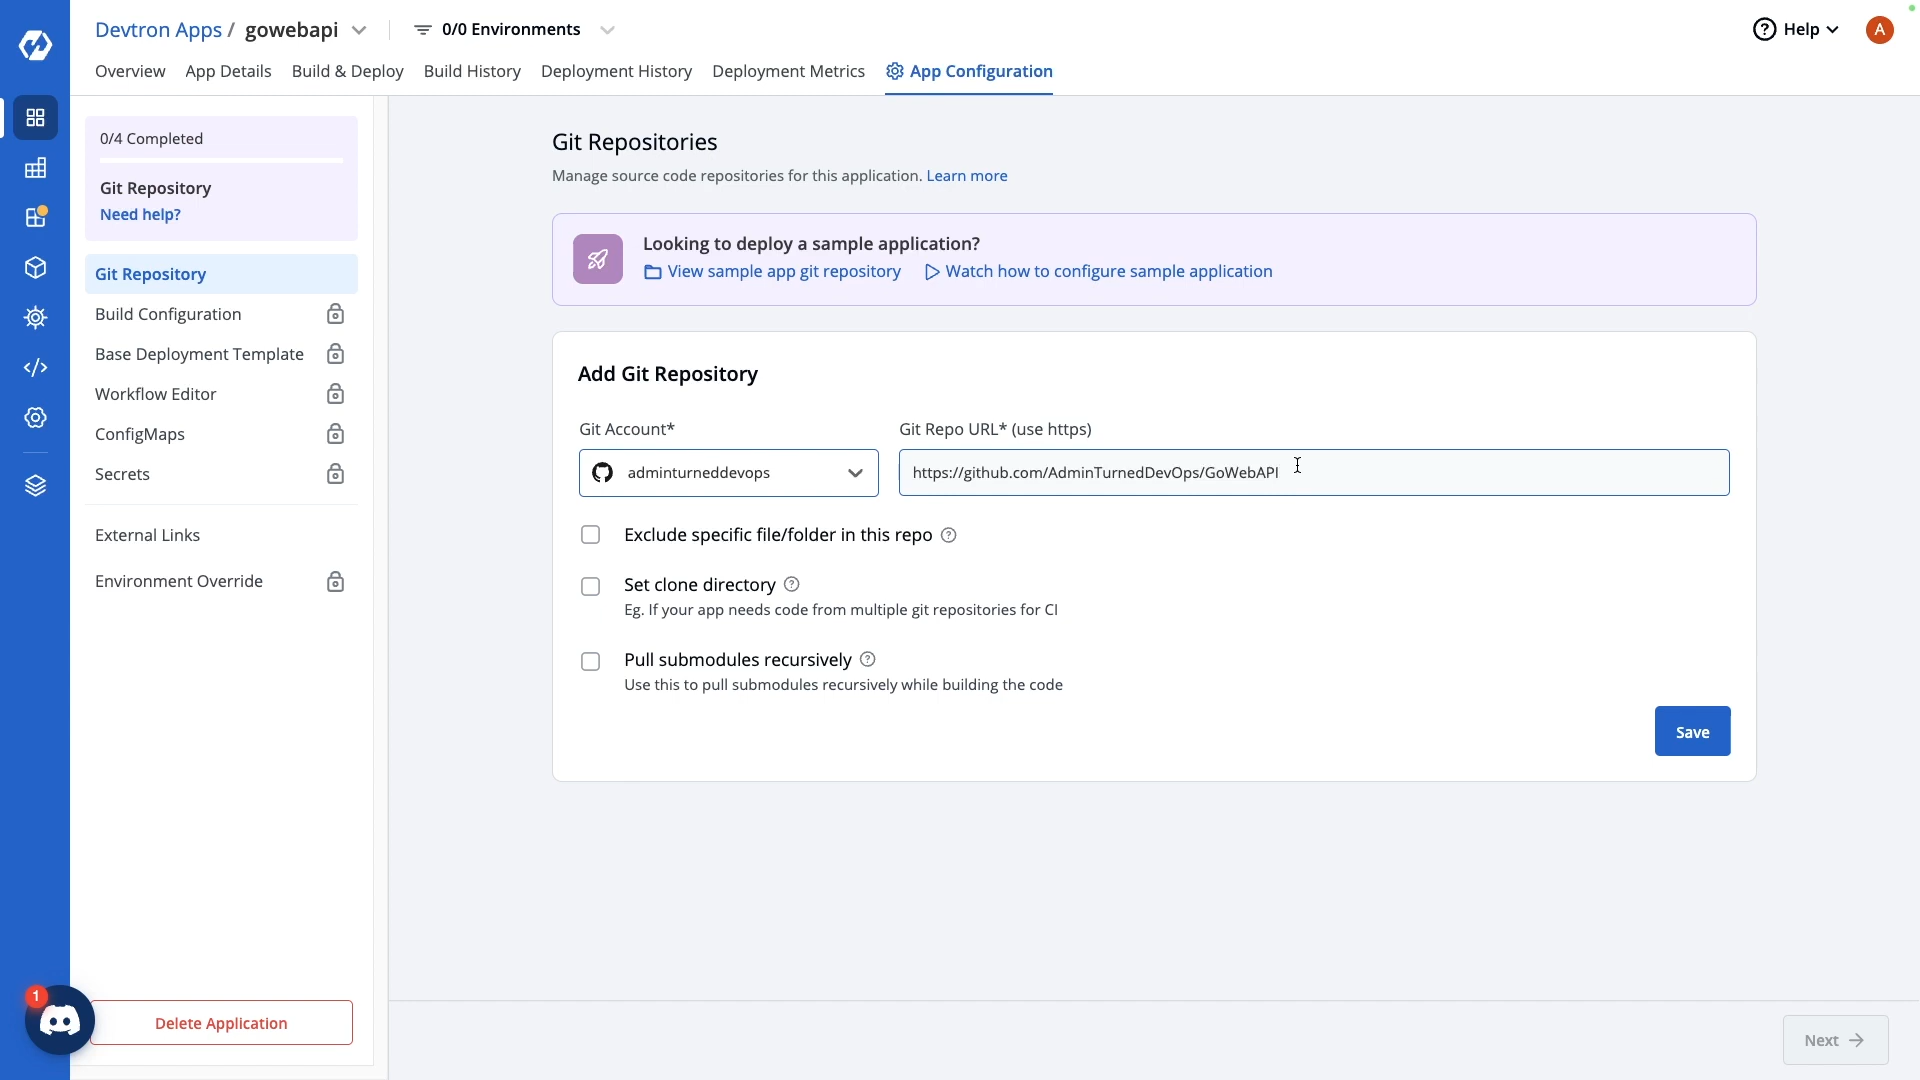 Devtron Apps / gowebapi
0/0 Environments
Help
A
Overview
App Details
Build & Deploy
Build History
Deployment History
Deployment Metrics
App Configuration
0/4 Completed
Git Repository
Need help?
Git Repository
Build Configuration
Base Deployment Template
Workflow Editor
ConfigMaps
Secrets
External Links
Environment Override
1
Delete Application
Git Repositories
Manage source code repositories for this application. Learn more
Looking to deploy a sample application?
View sample app git repository
Watch how to configure sample application
Add Git Repository
Git Account*
Git Repo URL* (use https)
adminturneddevops
https://github.com/AdminTurnedDevOps/GoWebAPI
Exclude specific file/folder in this repo
Set clone directory
Eg. If your app needs code from multiple git repositories for CI
Pull submodules recursively
Use this to pull submodules recursively while building the code
Save
Next